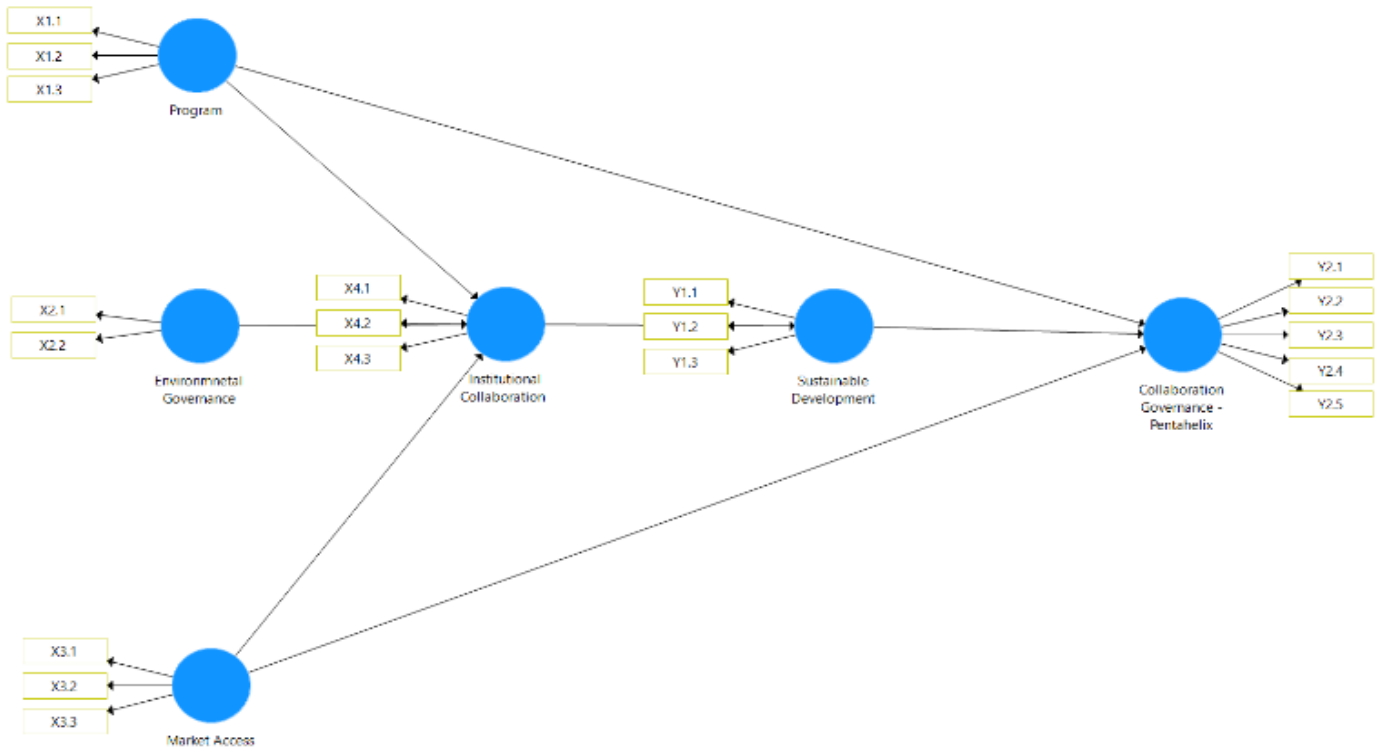 X1.1
X1.2
X1.3
Program
X2.1
X2.2
Environmnetal
Governance
X4.1
X4.2
X4.3
Institutional
Collaboration
Y1.1
Y1.2
Y1.3
Sustainable
Development
Collaboration
Governance -
Pentahelix
Y2.1
Y2.2
Y2.3
Y2.4
Y2.5
X3.1
X3.2
X3.3
Market Access